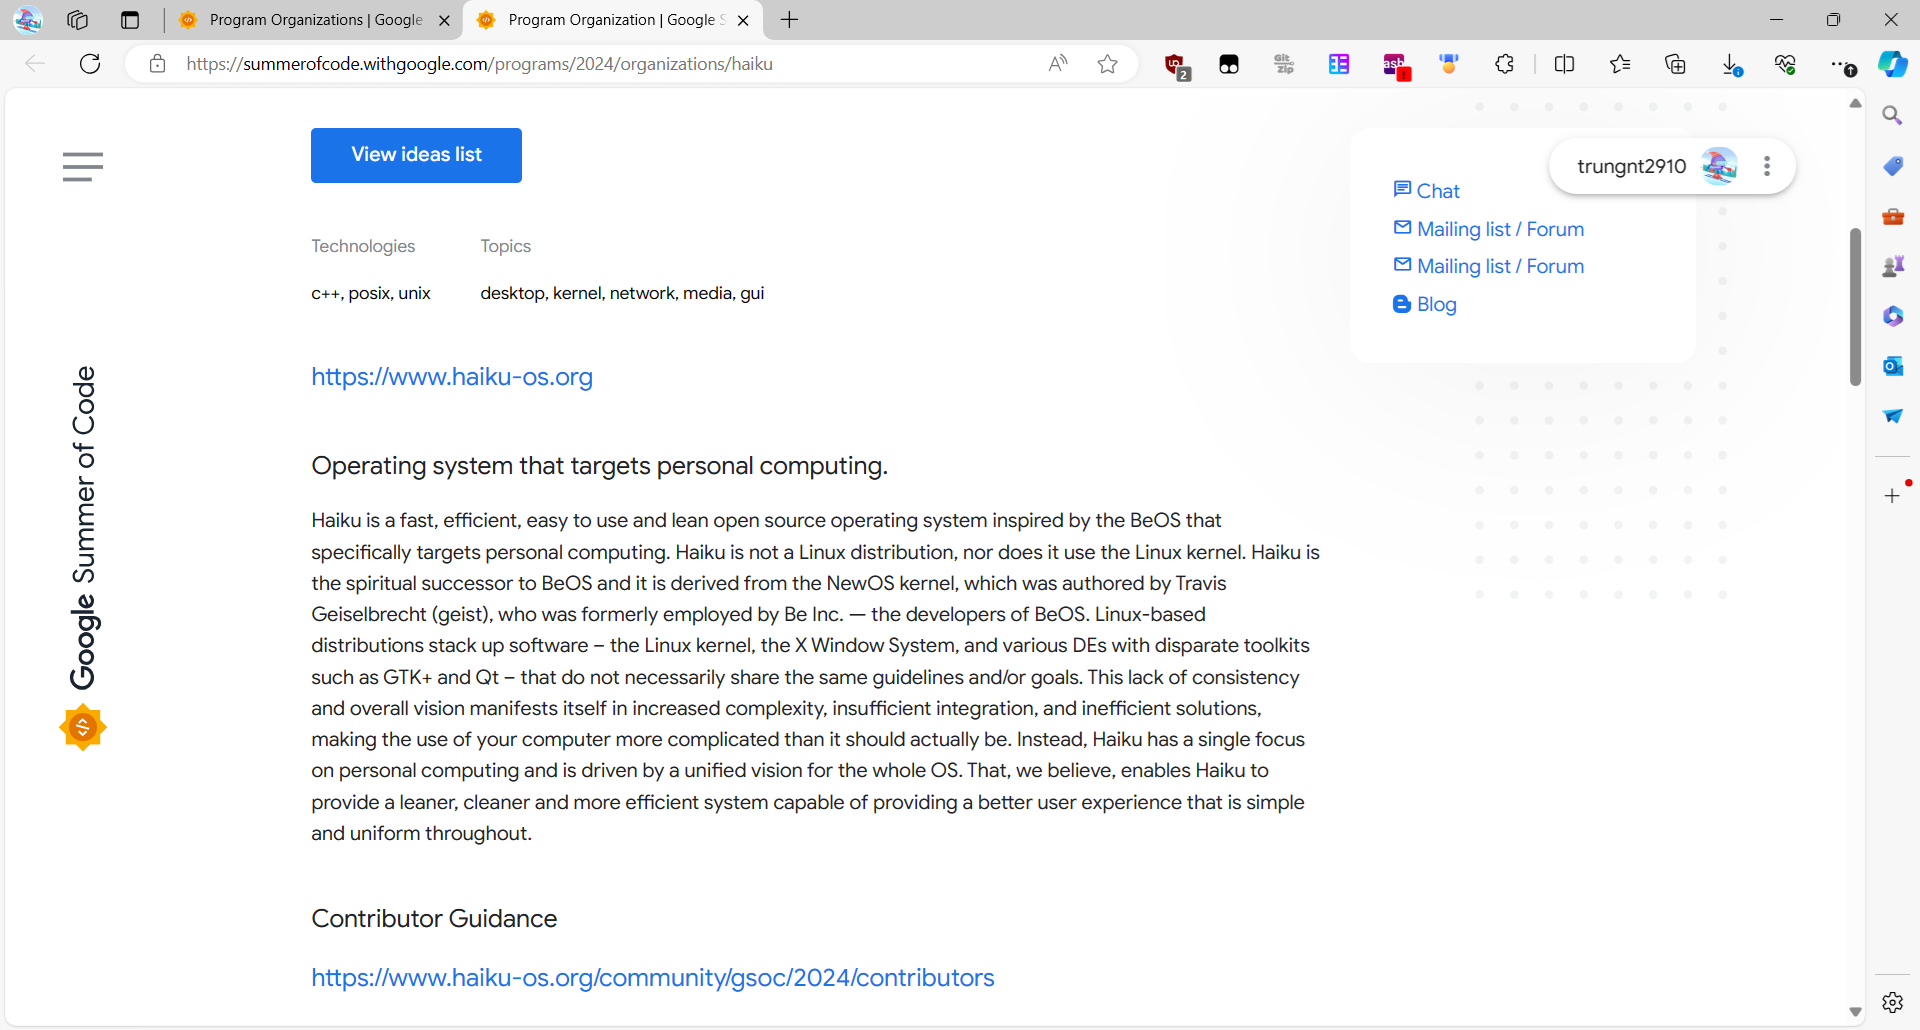 Program Organizations | Google
Program Organization | Google S
https://summerofcode.withgoogle.com/programs/2024/organizations/haiku
A
UD
2
Git
zip
asb
!
View ideas list
trungnt2910
Chat
Mailing list / Forum
Mailing list / Forum
Blog
Technologies
Topics
c++, posix, unix
desktop, kernel, network, media, gui
https://www.haiku-os.org
Google Summer of Code
Operating system that targets personal computing.
Haiku is a fast, efficient, easy to use and lean open source operating system inspired by the BeOS that
specifically targets personal computing. Haiku is not a Linux distribution, nor does it use the Linux kernel. Haiku is
the spiritual successor to BeOS and it is derived from the NewOS kernel, which was authored by Travis
Geiselbrecht (geist), who was formerly employed by Be Inc. — the developers of BeOS. Linux-based
distributions stack up software – the Linux kernel, the X Window System, and various DEs with disparate toolkits
such as GTK+ and Qt – that do not necessarily share the same guidelines and/or goals. This lack of consistency
and overall vision manifests itself in increased complexity, insufficient integration, and inefficient solutions,
making the use of your computer more complicated than it should actually be. Instead, Haiku has a single focus
on personal computing and is driven by a unified vision for the whole OS. That, we believe, enables Haiku to
provide a leaner, cleaner and more efficient system capable of providing a better user experience that is simple
and uniform throughout.
Contributor Guidance
https://www.haiku-os.org/community/gsoc/2024/contributors